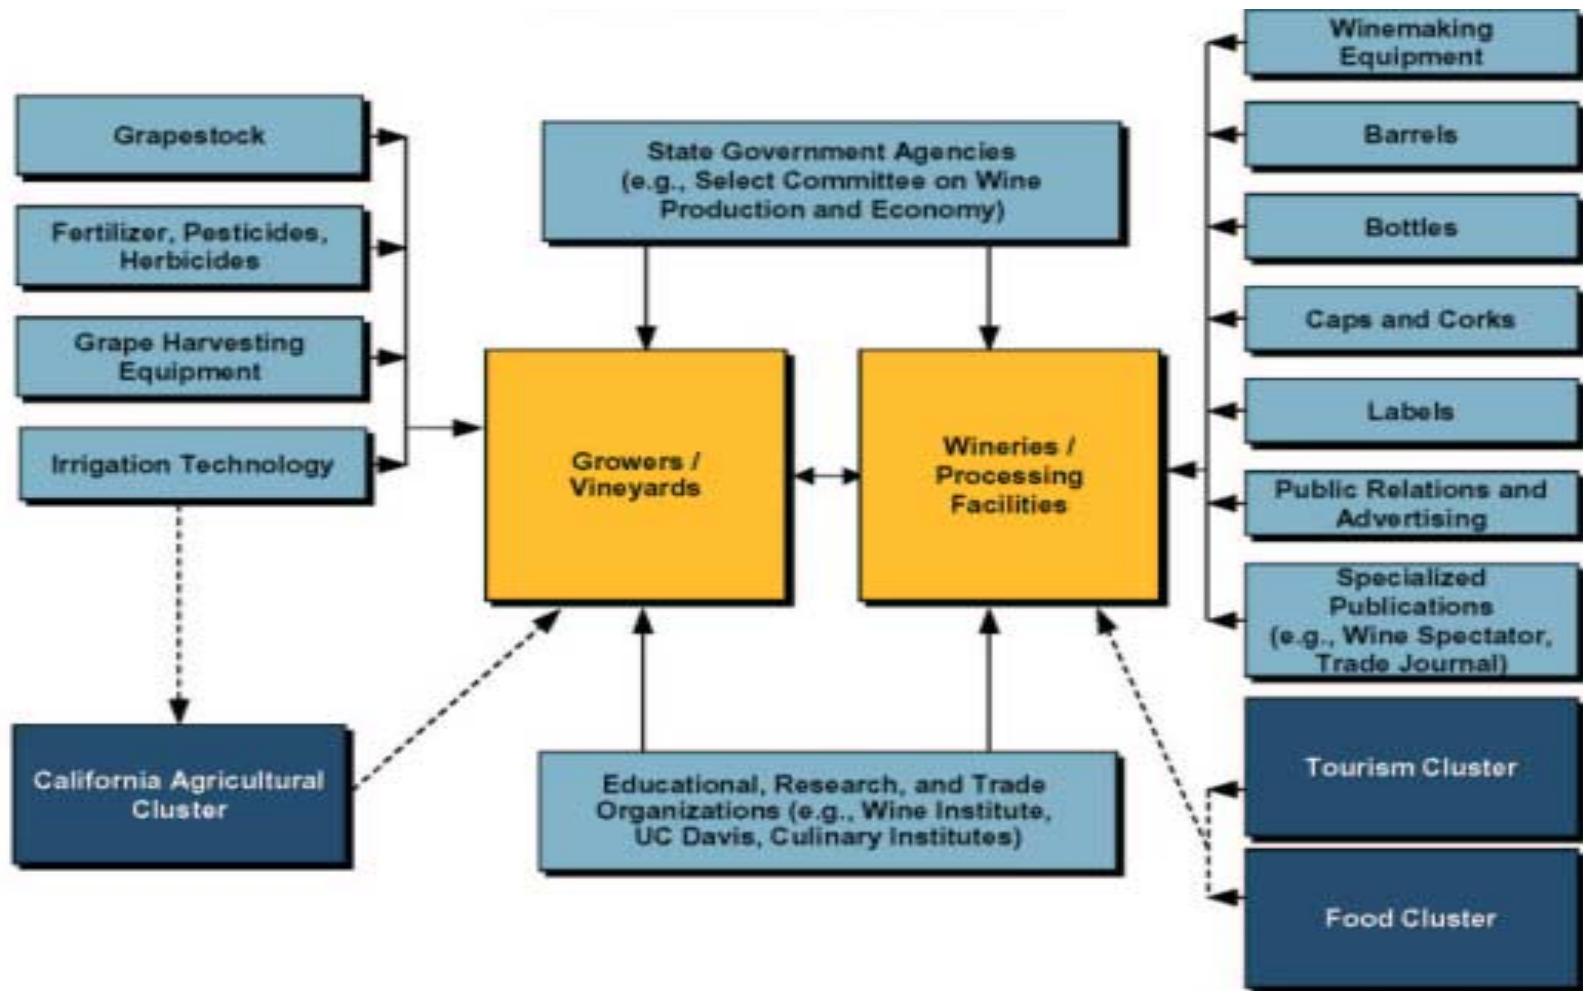 Winemaking
Equipment
Grapestock
Barrels
State Government Agencies
(e.g., Select Committee on Wine
Production and Economy)
Fertilizer, Pesticides,
Herbicides
Bottles
Grape Harvesting
Equipment
Caps and Corks
Irrigation Technology
Labels
Growers /
Vineyards
Wineries /
Processing
Facilities
Public Relations and
Advertising
Specialized
Publications
(e.g., Wine Spectator,
Trade Journal)
California Agricultural
Cluster
Educational, Research, and Trade
Organizations (e.g., Wine Institute,
UC Davis, Culinary Institutes)
Tourism Cluster
Food Cluster